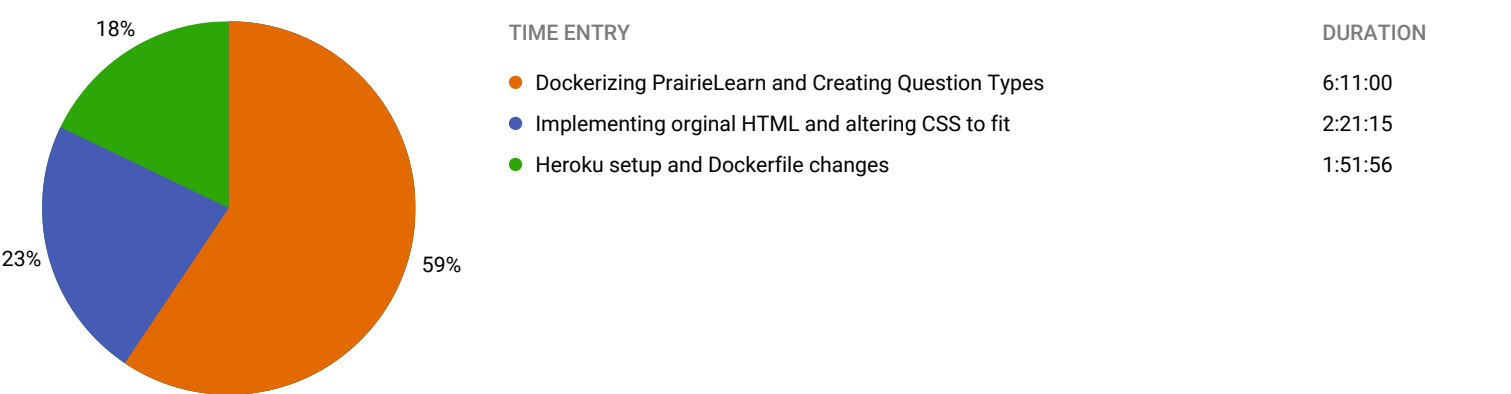 18%
23%
59%
TIME ENTRY DURATION
Dockerizing PrairieLearn and Creating Question Types 6:11:00
Implementing orginal HTML and altering CSS to fit 2:21:15
Heroku setup and Dockerfile changes 1:51:56